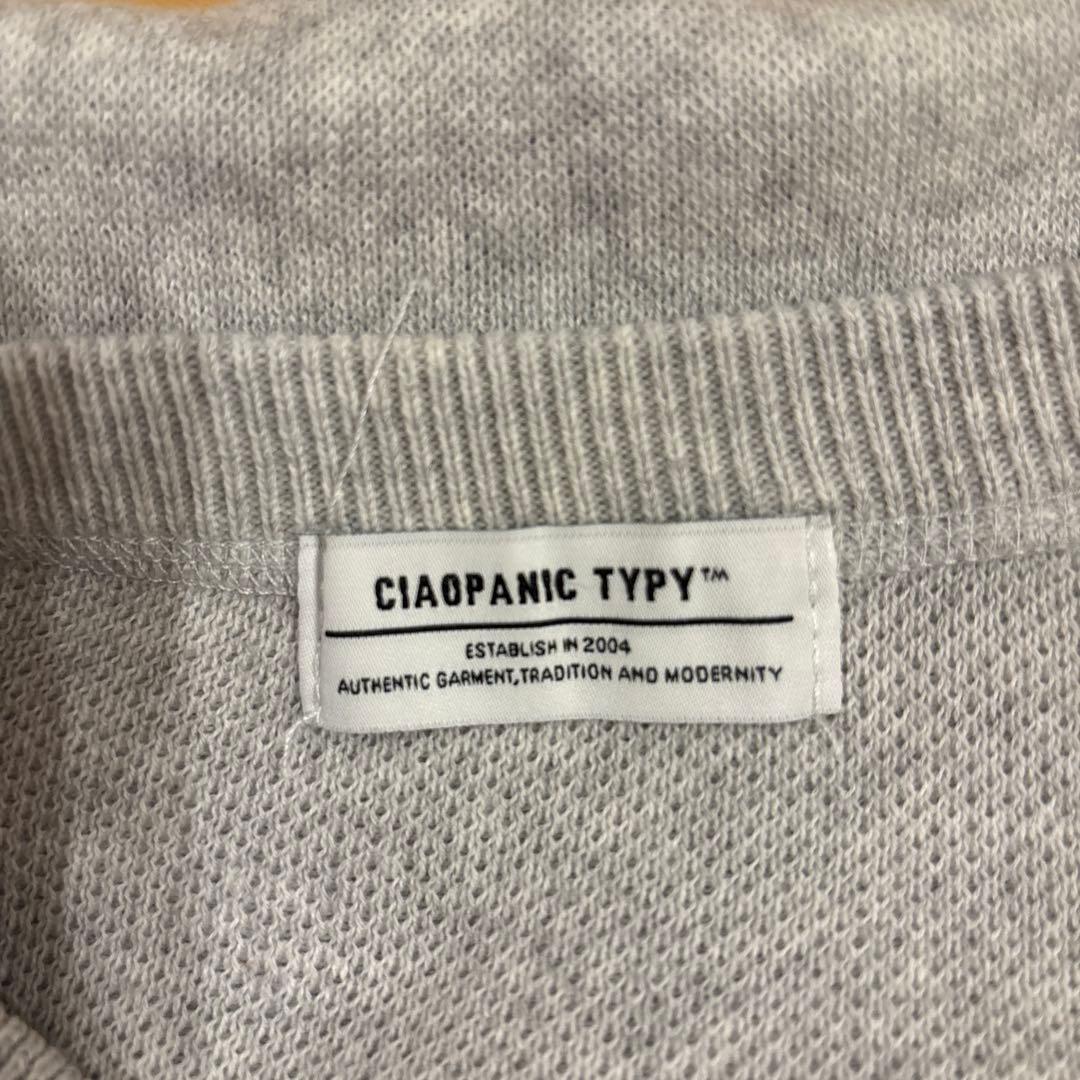 CIAOPANIC TYPY™
ESTABLISH IN 2004
AUTHENTIC GARMENT,TRADITION AND MODERNITY